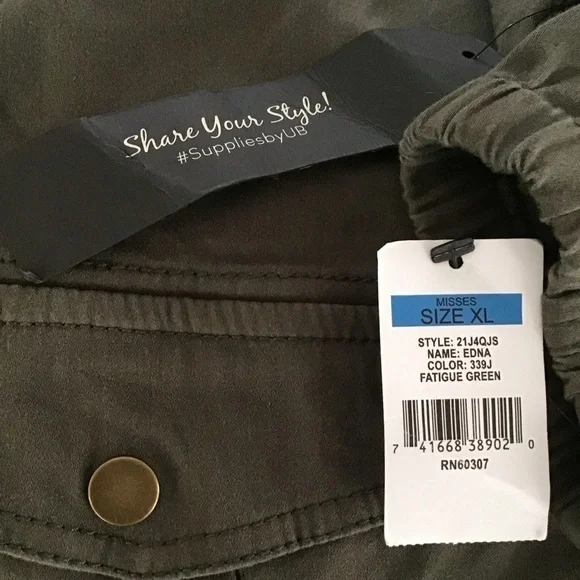 Share Your Style!
#SuppliesbyUB
MISSES
SIZE XL
STYLE: 21J4QJS
NAME: EDNA
COLOR: 339J
FATIGUE GREEN
7 41668 38902 0
RN60307